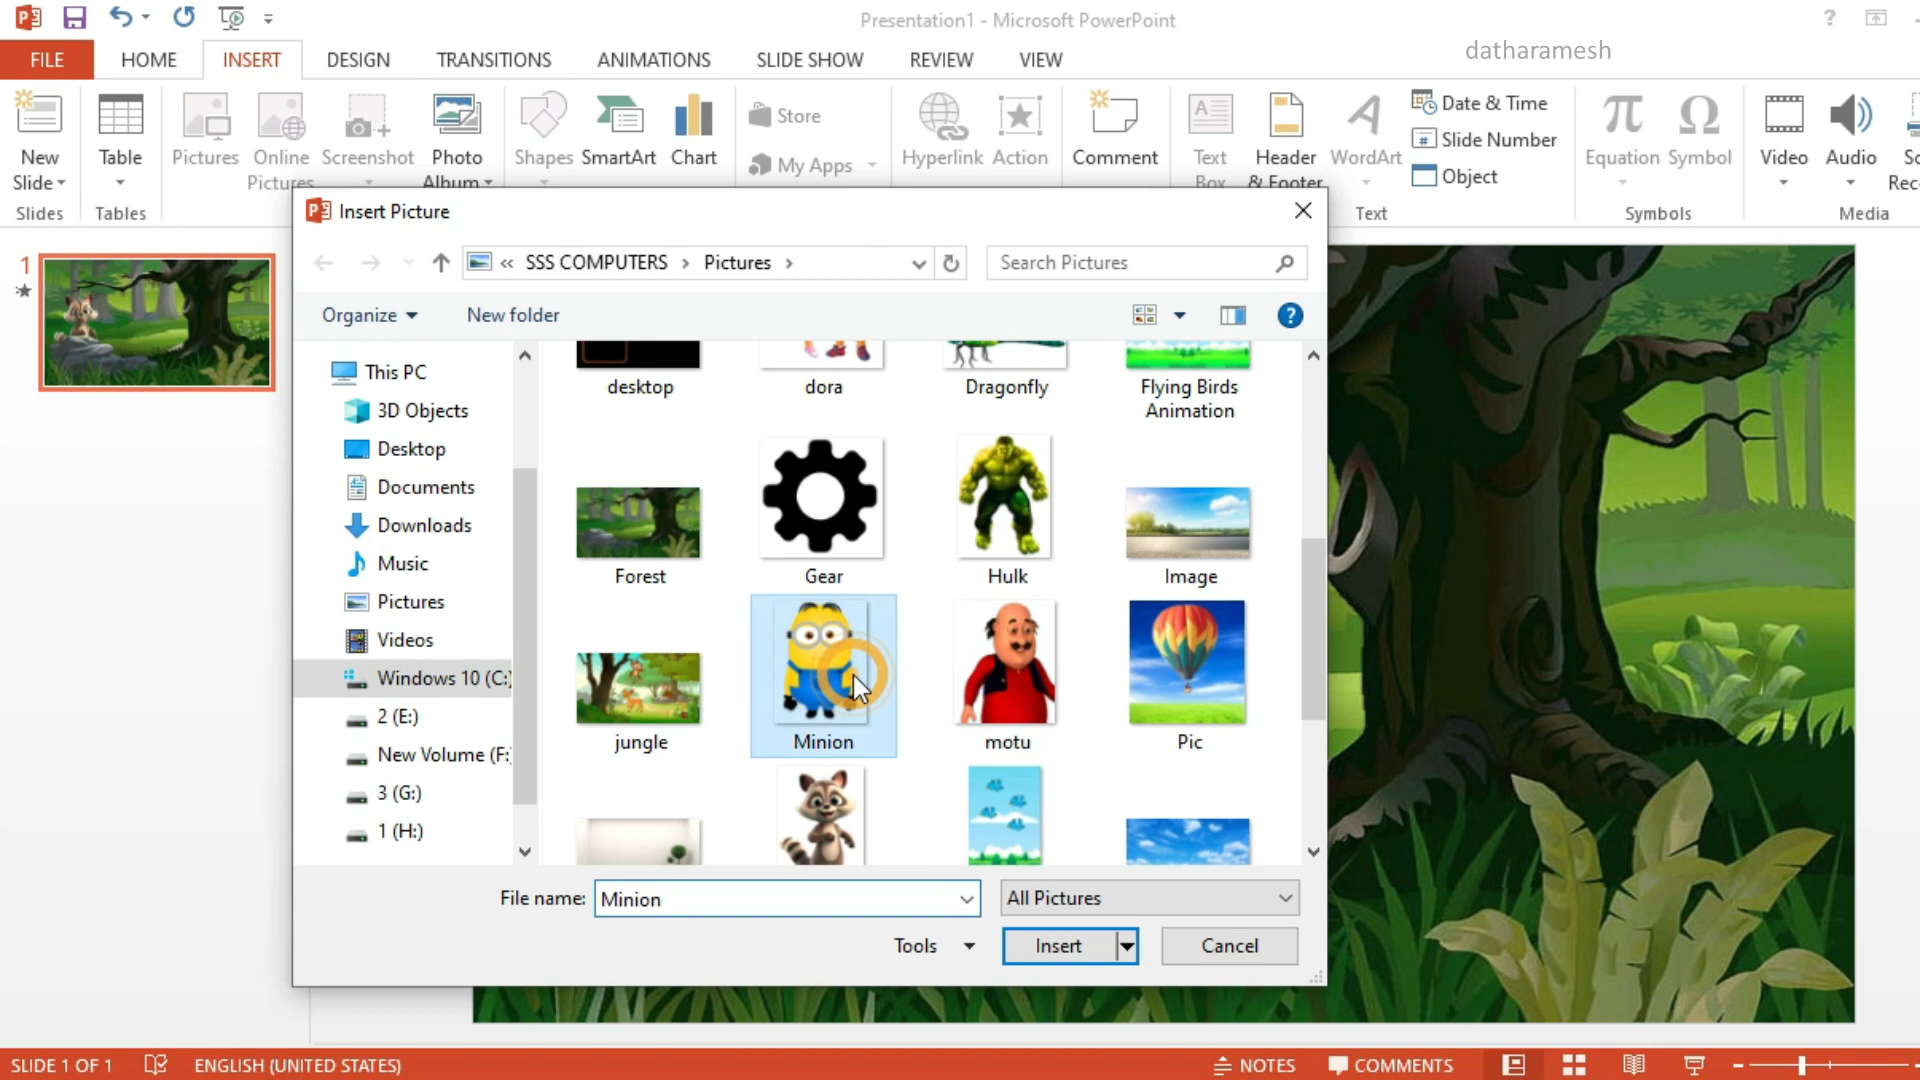 Presentation1 - Microsoft PowerPoint
?
FILE
HOME
INSERT
DESIGN
TRANSITIONS
ANIMATIONS
SLIDE SHOW
REVIEW
VIEW
datharamesh
New
Slide
Table
Pictures
Online
Pictures
Screenshot
Photo
Album
Shapes
SmartArt
Chart
Store
My Apps
Hyperlink
Action
Comment
Text
Box
Header
& Footer
WordArt
Date & Time
Slide Number
Object
Equation
Symbol
Video
Audio
Slides
Tables
Text
Symbols
Media
Insert Picture
« SSS COMPUTERS › Pictures ›
Search Pictures
Organize
New folder
?
This PC
3D Objects
Desktop
Documents
Downloads
Music
Pictures
Videos
Windows 10 (C:)
2 (E:)
New Volume (F:
3 (G:)
1 (H:)
desktop
dora
Dragonfly
Flying Birds
Animation
Forest
Gear
Hulk
Image
jungle
Minion
motu
Pic
File name:
Minion
All Pictures
Tools
Insert
Cancel
1
SLIDE 1 OF 1
ENGLISH (UNITED STATES)
NOTES
COMMENTS